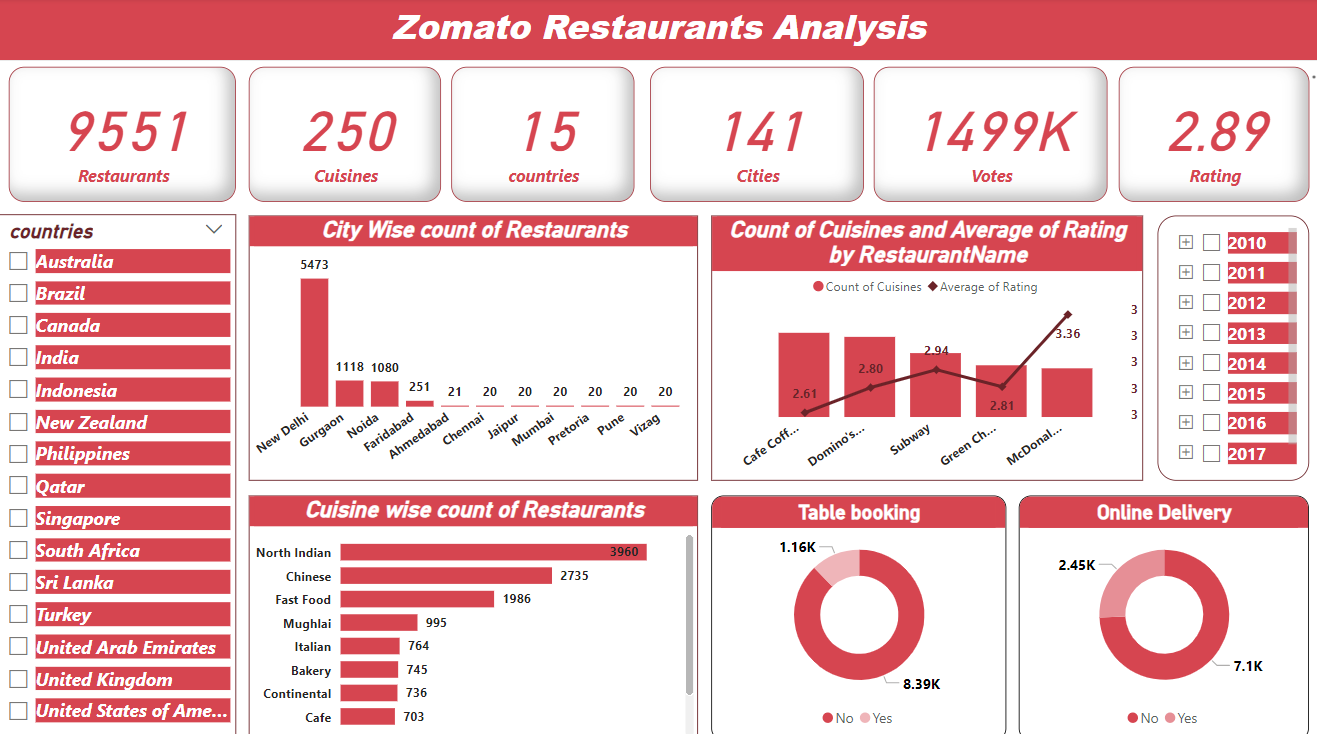 Zomato Restaurants Analysis
9551
Restaurants
250
Cuisines
15
countries
141
Cities
1499K
Votes
2.89
Rating
countries
Australia
Brazil
Canada
India
Indonesia
New Zealand
Philippines
Qatar
Singapore
South Africa
Sri Lanka
Turkey
United Arab Emirates
United Kingdom
United States of Ame...
City Wise count of Restaurants
5473
1118
1080
251
21
20
20
20
20
20
20
New Delhi
Gurgaon
Noida
Faridabad
Ahmedabad
Chennai
Jaipur
Mumbai
Pretoria
Pune
Vizag
Count of Cuisines and Average of Rating
by RestaurantName
Count of Cuisines
Average of Rating
2.61
2.80
2.94
2.81
3.36
3
3
3
3
3
Cafe Coff...
Domino's...
Subway
Green Ch...
McDonal...
2010
2011
2012
2013
2014
2015
2016
2017
Cuisine wise count of Restaurants
North Indian 3960
Chinese 2735
Fast Food 1986
Mughlai 995
Italian 764
Bakery 745
Continental 736
Cafe 703
Table booking
1.16K
8.39K
No Yes
Online Delivery
2.45K
7.1K
No Yes